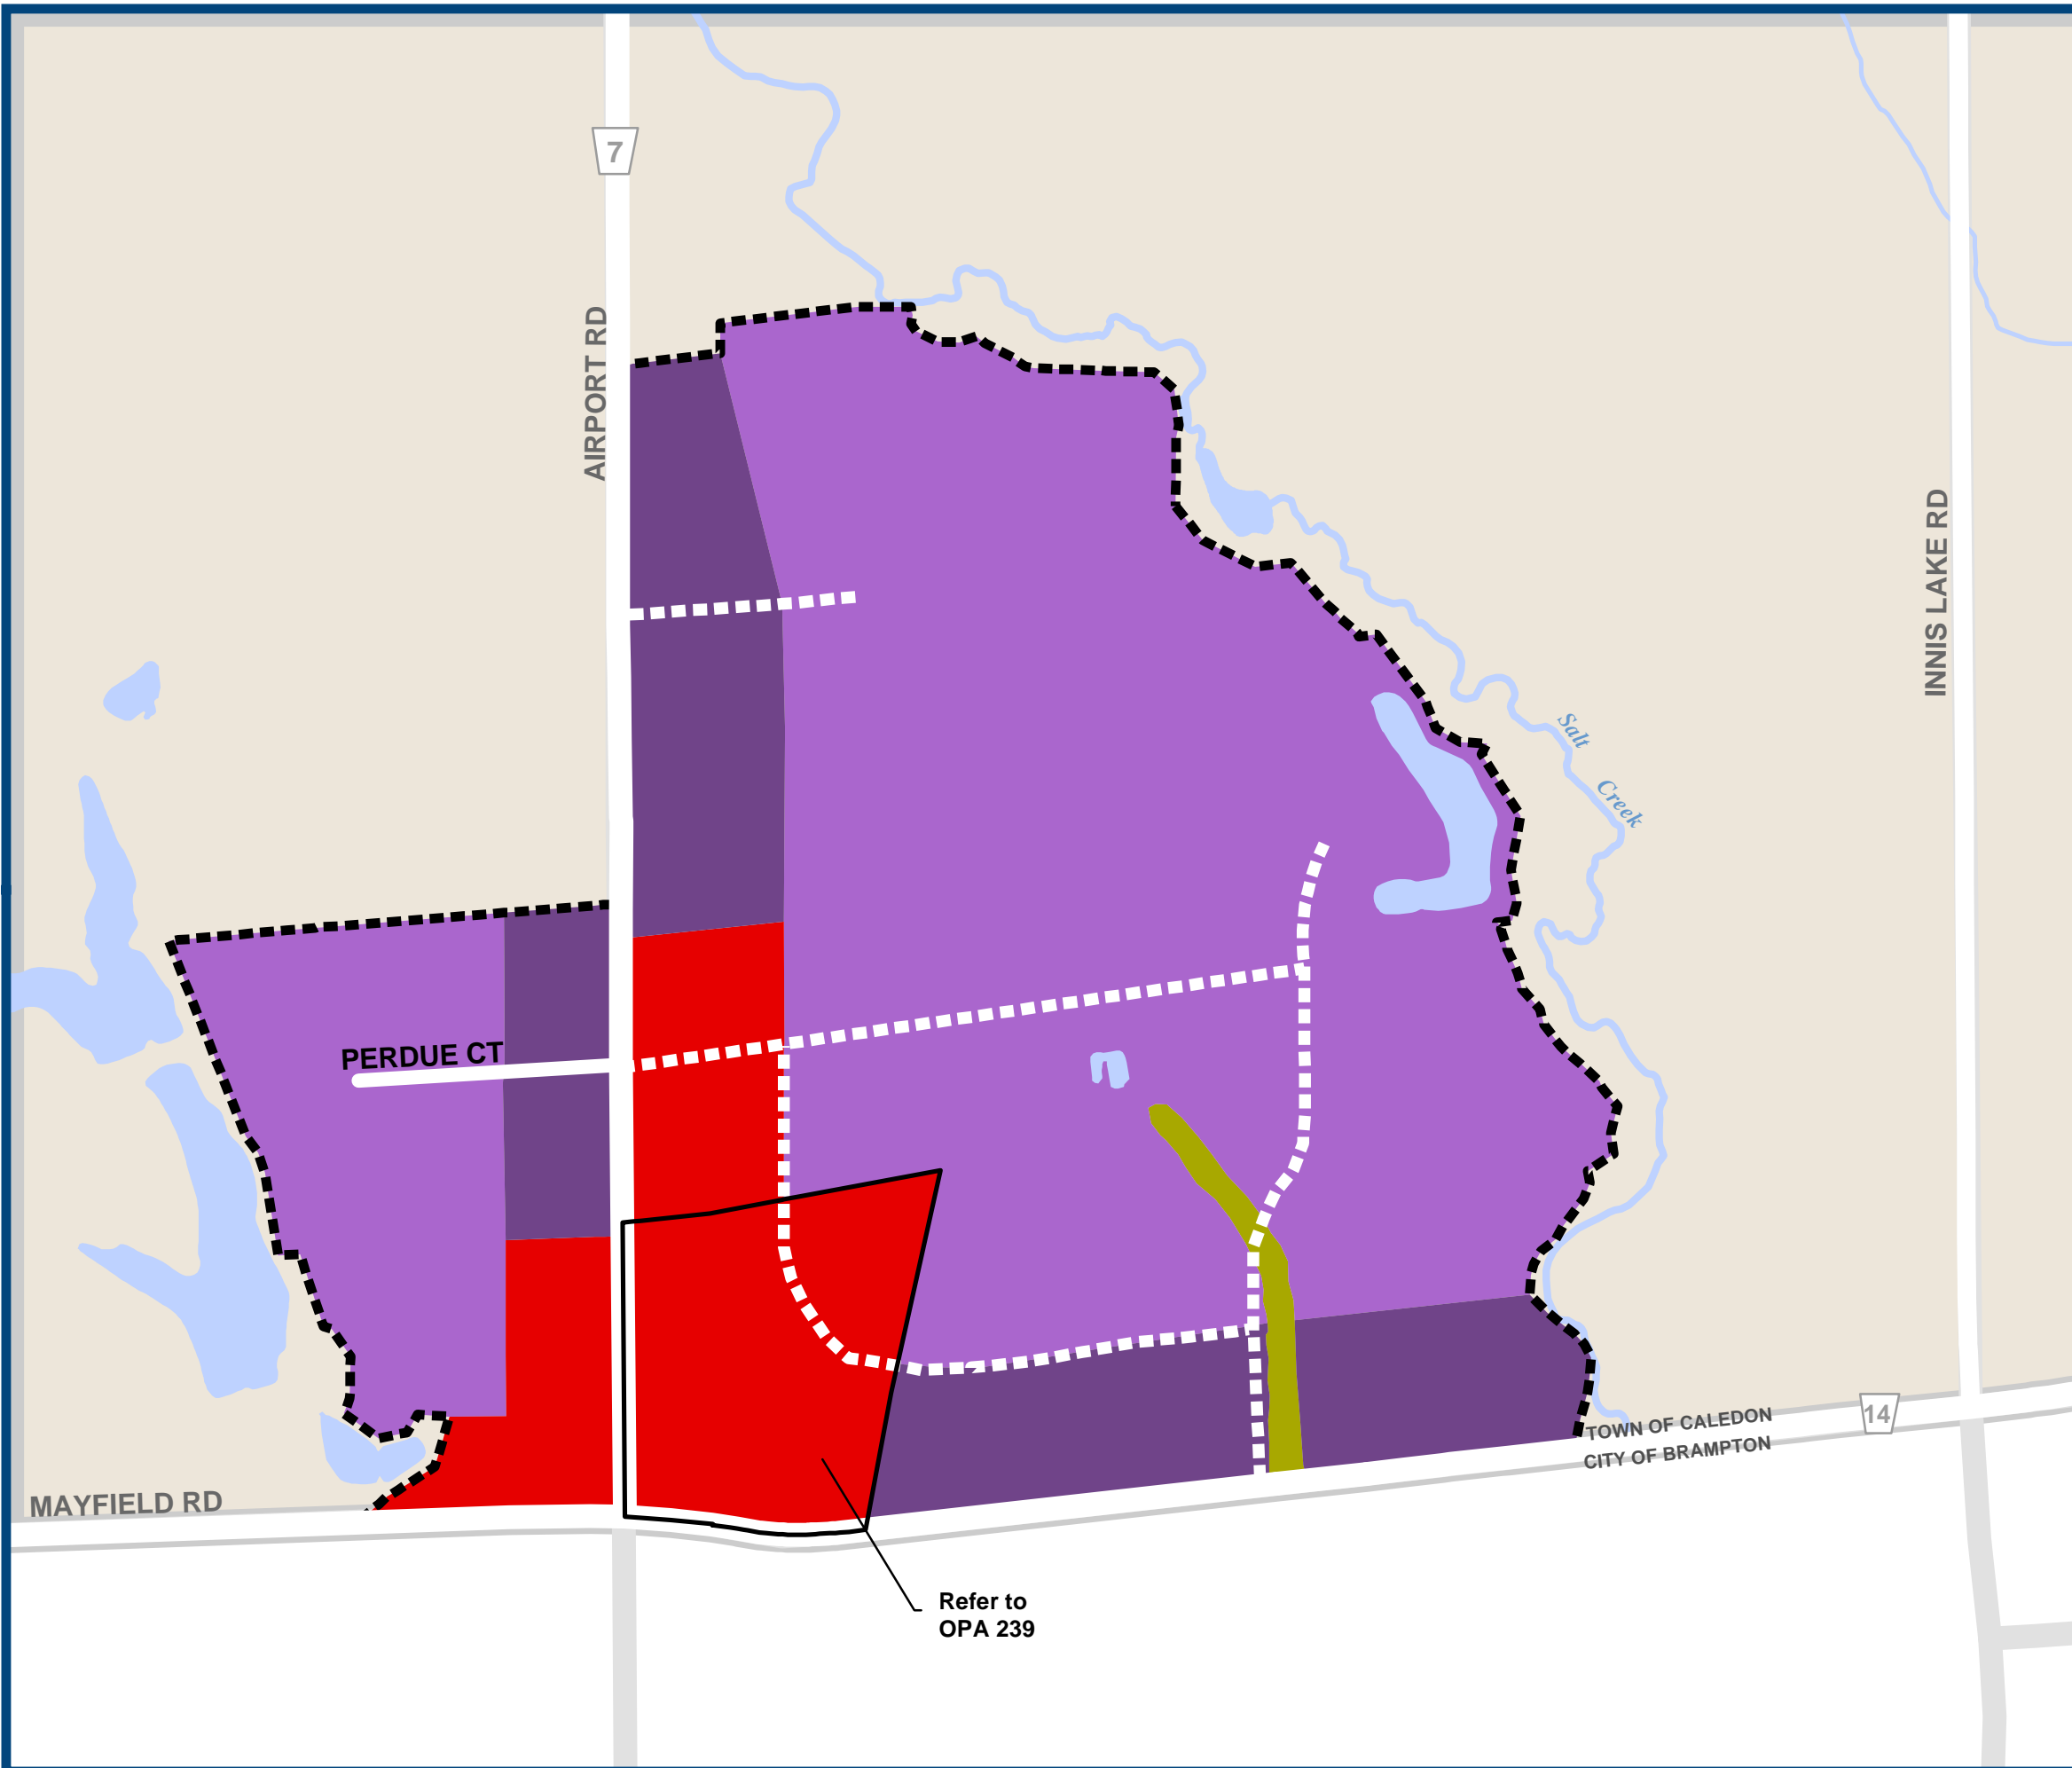 7
AIRPORT RD
INNIS LAKE RD
Salt
Creek
PERDUE CT
14
TOWN OF CALEDON
CITY OF BRAMPTON
MAYFIELD RD
Refer to
OPA 239